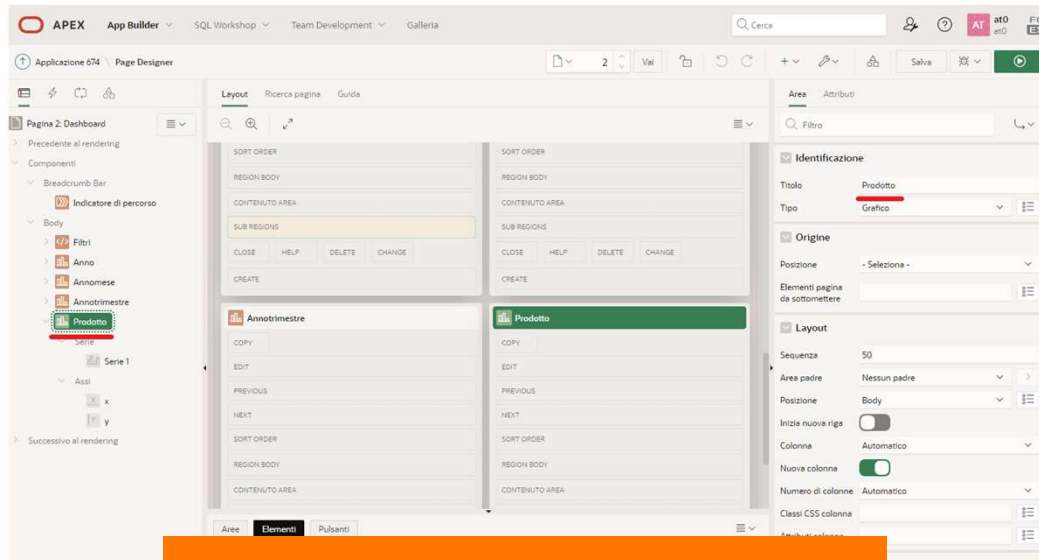 APEX App Builder SQL Workshop Team Development Galleria Cerca AT at0
at0
Applicazione 674 \ Page Designer 2 Vai Salva
Layout Ricerca pagina Guida Area Attributi
Pagina 2: Dashboard Filtro
Precedente al rendering
Componenti
Breadcrumb Bar
Indicatore di percorso
Body
Filtri
Anno
Annomese
Annotrimestre
Prodotto
Serie
Serie 1
Assi
x
y
Successivo al rendering
SORT ORDER SORT ORDER
REGION BODY REGION BODY
CONTENUTO AREA CONTENUTO AREA
SUB REGIONS SUB REGIONS
CLOSE HELP DELETE CHANGE CLOSE HELP DELETE CHANGE
CREATE CREATE
Annotrimestre Prodotto
COPY COPY
EDIT EDIT
PREVIOUS PREVIOUS
NEXT NEXT
SORT ORDER SORT ORDER
REGION BODY REGION BODY
CONTENUTO AREA CONTENUTO AREA
Aree Elementi Pulsanti
Identificazione
Titolo Prodotto
Tipo Grafico
Origine
Posizione - Seleziona -
Elementi pagina
da sottomettere
Layout
Sequenza 50
Area padre Nessun padre
Posizione Body
Inizia nuova riga
Colonna Automatico
Nuova colonna
Numero di colonne Automatico
Classi CSS colonna